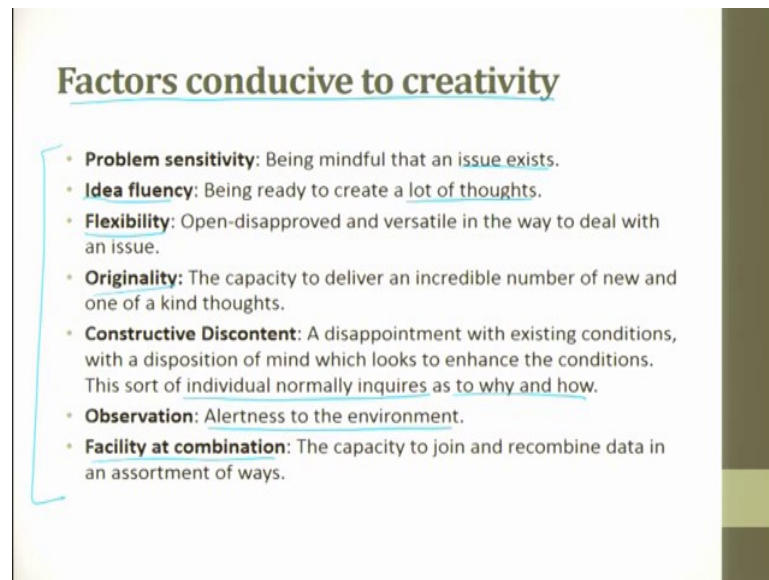 Factors conducive to creativity
• Problem sensitivity: Being mindful that an issue exists.
• Idea fluency: Being ready to create a lot of thoughts.
• Flexibility: Open-disapproved and versatile in the way to deal with
an issue.
• Originality: The capacity to deliver an incredible number of new and
one of a kind thoughts.
• Constructive Discontent: A disappointment with existing conditions,
with a disposition of mind which looks to enhance the conditions.
This sort of individual normally inquires as to why and how.
• Observation: Alertness to the environment.
• Facility at combination: The capacity to join and recombine data in
an assortment of ways.